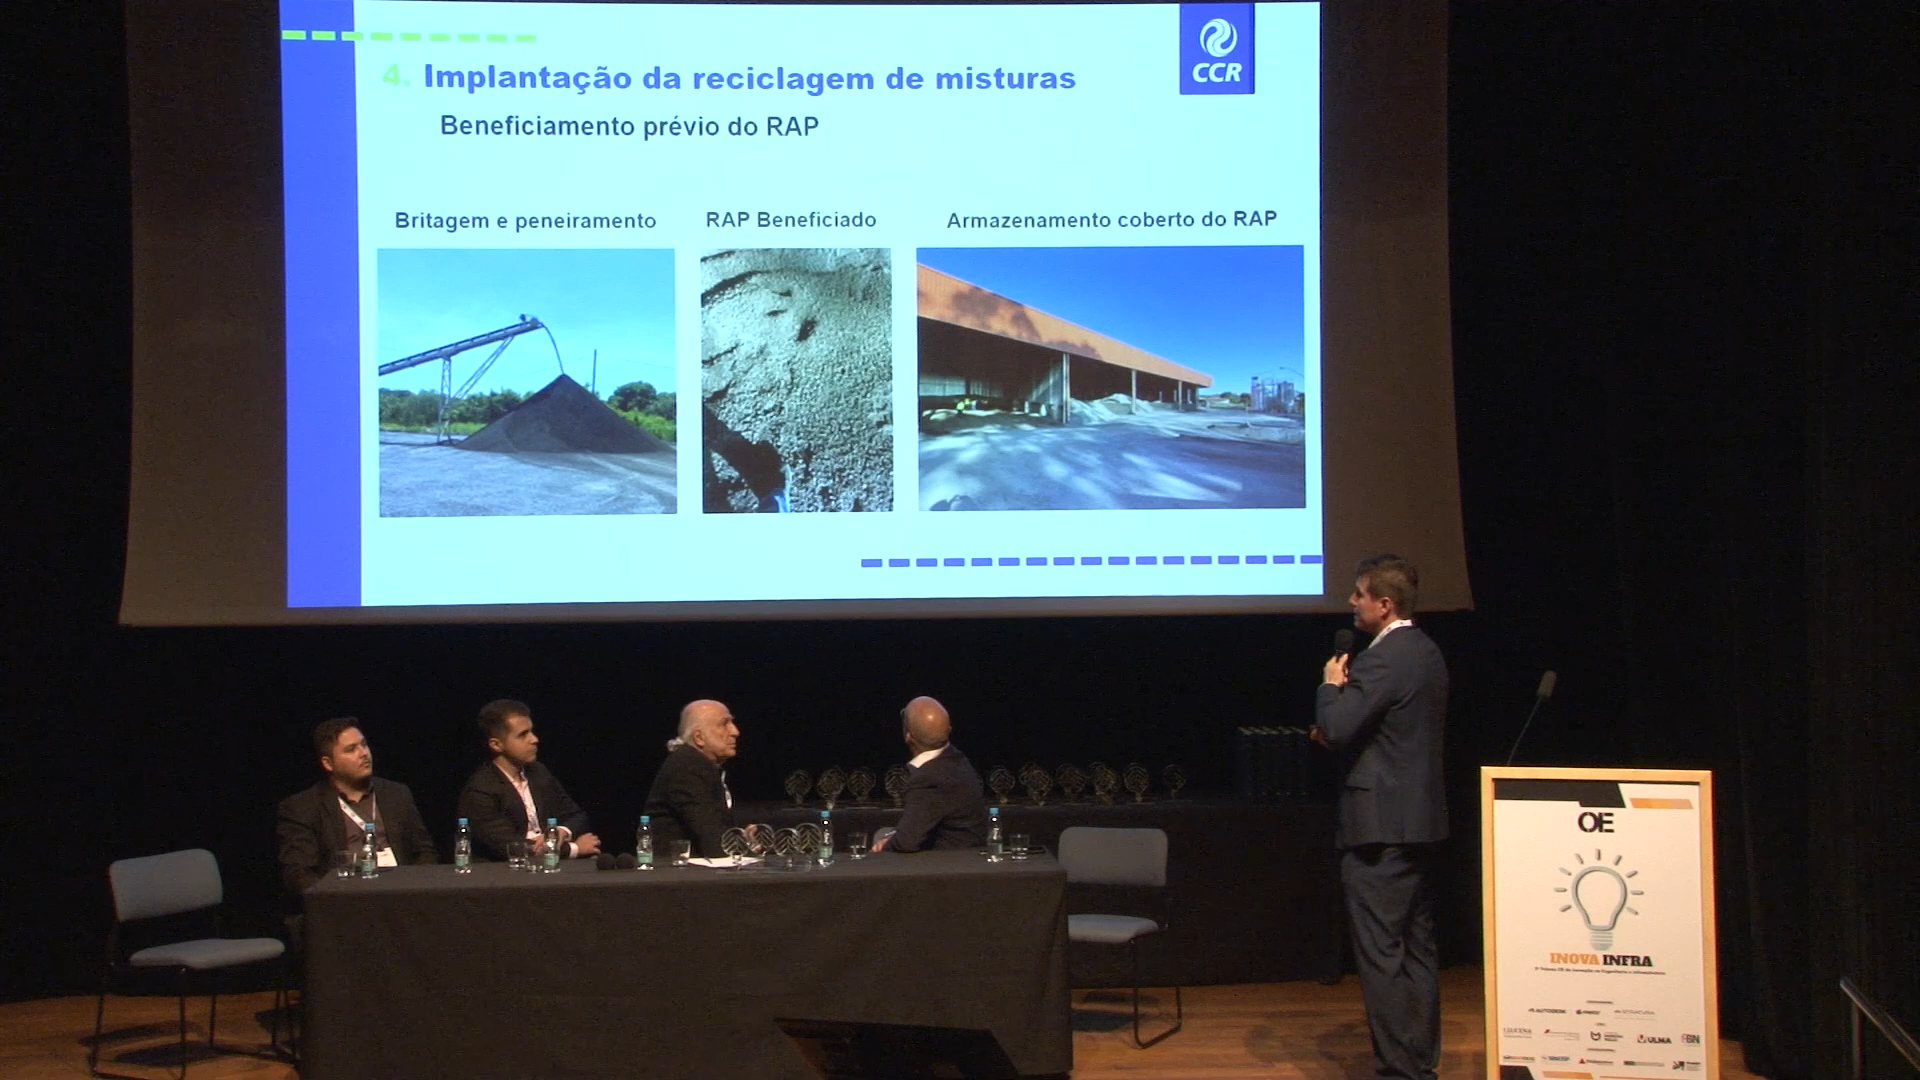 CCR
4. Implantação da reciclagem de misturas
Beneficiamento prévio do RAP
Britagem e peneiramento
RAP Beneficiado
Armazenamento coberto do RAP
OE
INOVA INFRA
AUTODESK
ULMA